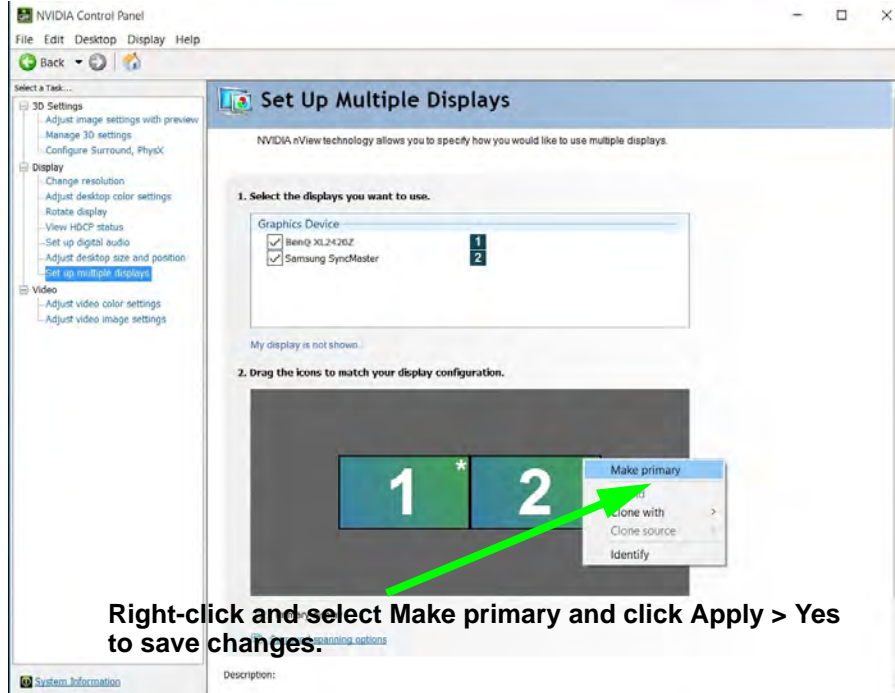 NVIDIA Control Panel
File Edit Desktop Display Help
Back
Select a Task...
3D Settings
Adjust image settings with preview
Manage 3D settings
Configure Surround, PhysX
Display
Change resolution
Adjust desktop color settings
Rotate display
View HDCP status
Set up digital audio
Adjust desktop size and position
Set up multiple displays
Video
Adjust video color settings
Adjust video image settings
System Information
Set Up Multiple Displays
NVIDIA nView technology allows you to specify how you would like to use multiple displays.
1. Select the displays you want to use.
Graphics Device
BenQ XL2420Z 1
Samsung SyncMaster 2
My display is not shown...
2. Drag the icons to match your display configuration.
1 * 2
Make primary
Clone with >
Clone source
Identify
Right-click and select Make primary and click Apply > Yes
to save changes.
spanning options
Description: